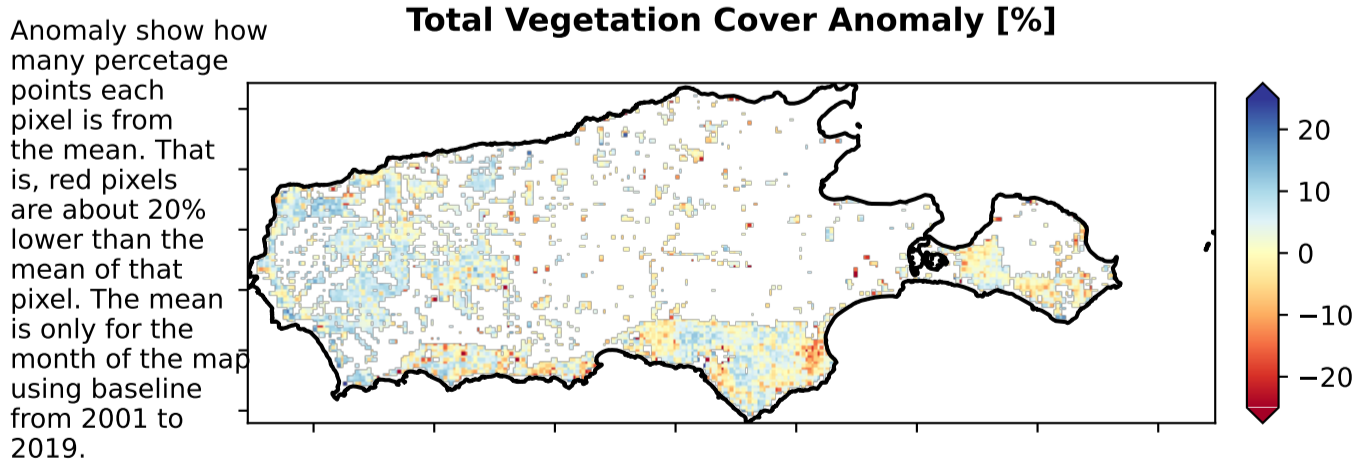 Total Vegetation Cover Anomaly [%]
Anomaly show how
many percetage
points each
pixel is from
the mean. That
is, red pixels
are about 20%
lower than the
mean of that
pixel. The mean
is only for the
month of the map
using baseline
from 2001 to
2019.
20
10
0
−10
−20